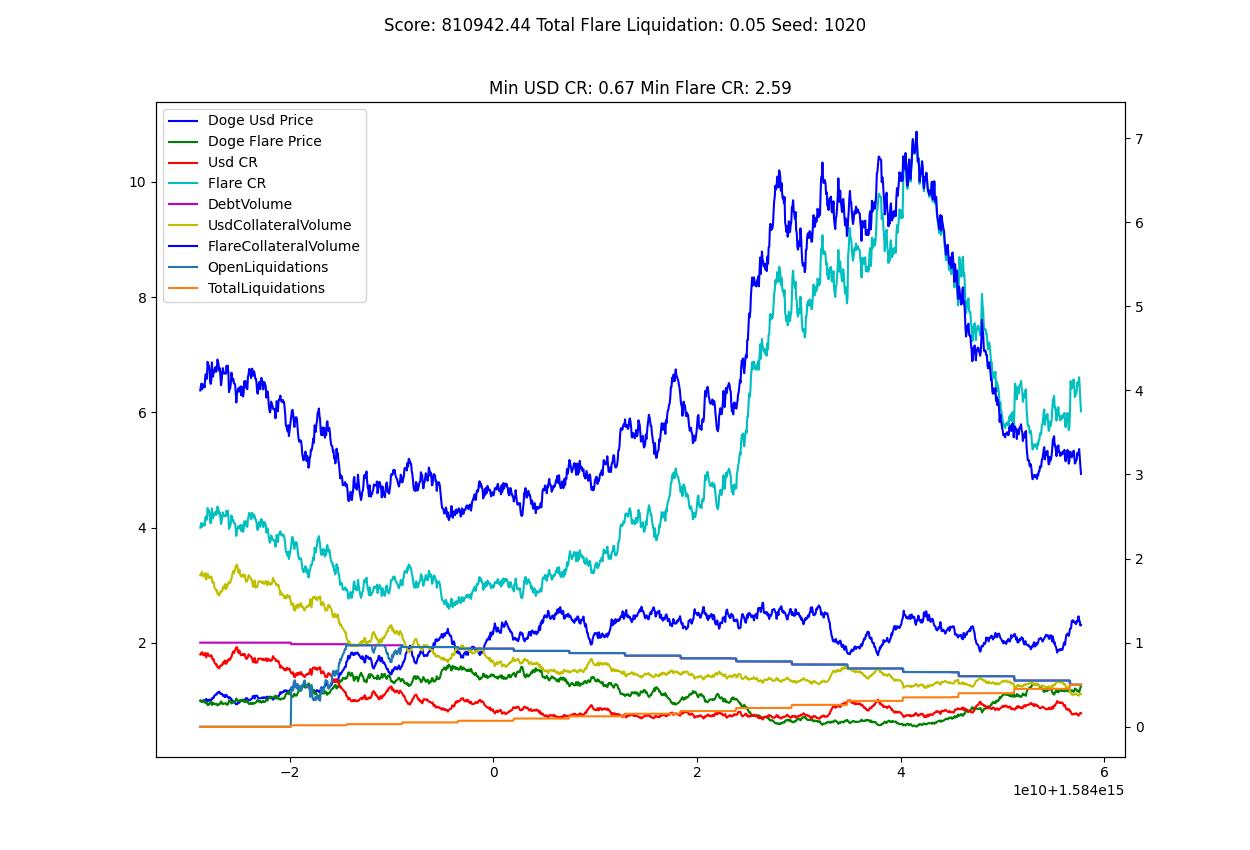 Score: 810942.44 Total Flare Liquidation: 0.05 Seed: 1020
Min USD CR: 0.67 Min Flare CR: 2.59
Doge Usd Price
Doge Flare Price
Usd CR
Flare CR
DebtVolume
UsdCollateralVolume
FlareCollateralVolume
OpenLiquidations
TotalLiquidations
10
8
6
4
2
7
6
5
4
3
2
1
0
−2
0
2
4
6
1e10+1.584e15